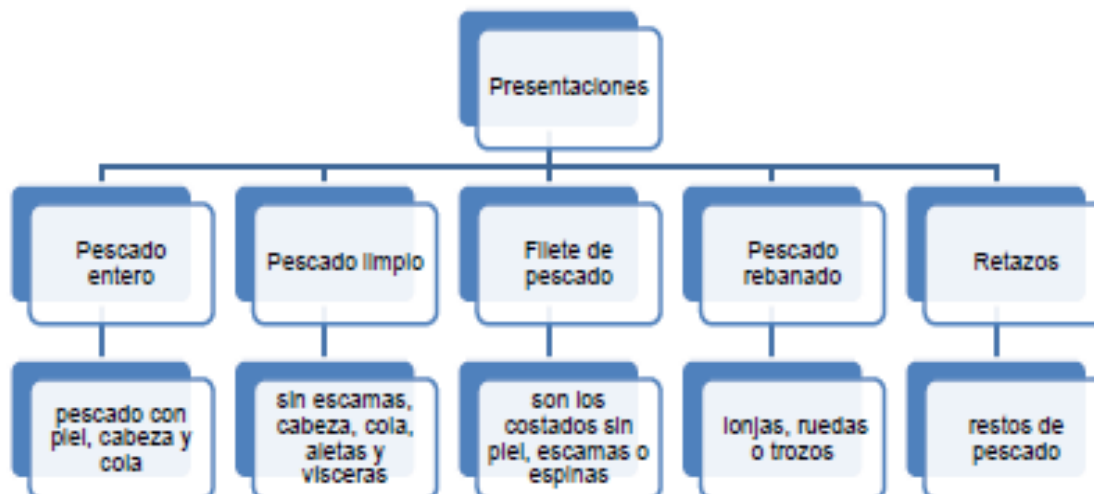 Presentaciones
Pescado
entero
Pescado limpio
Filete de
pescado
Pescado
rebanado
Retazos
pescado con
piel, cabeza y
cola
sin escamas,
cabeza, cola,
aletas y
visceras
son los
costados sin
piel, escamas o
espinas
lonjas, ruedas
o trozos
restos de
pescado